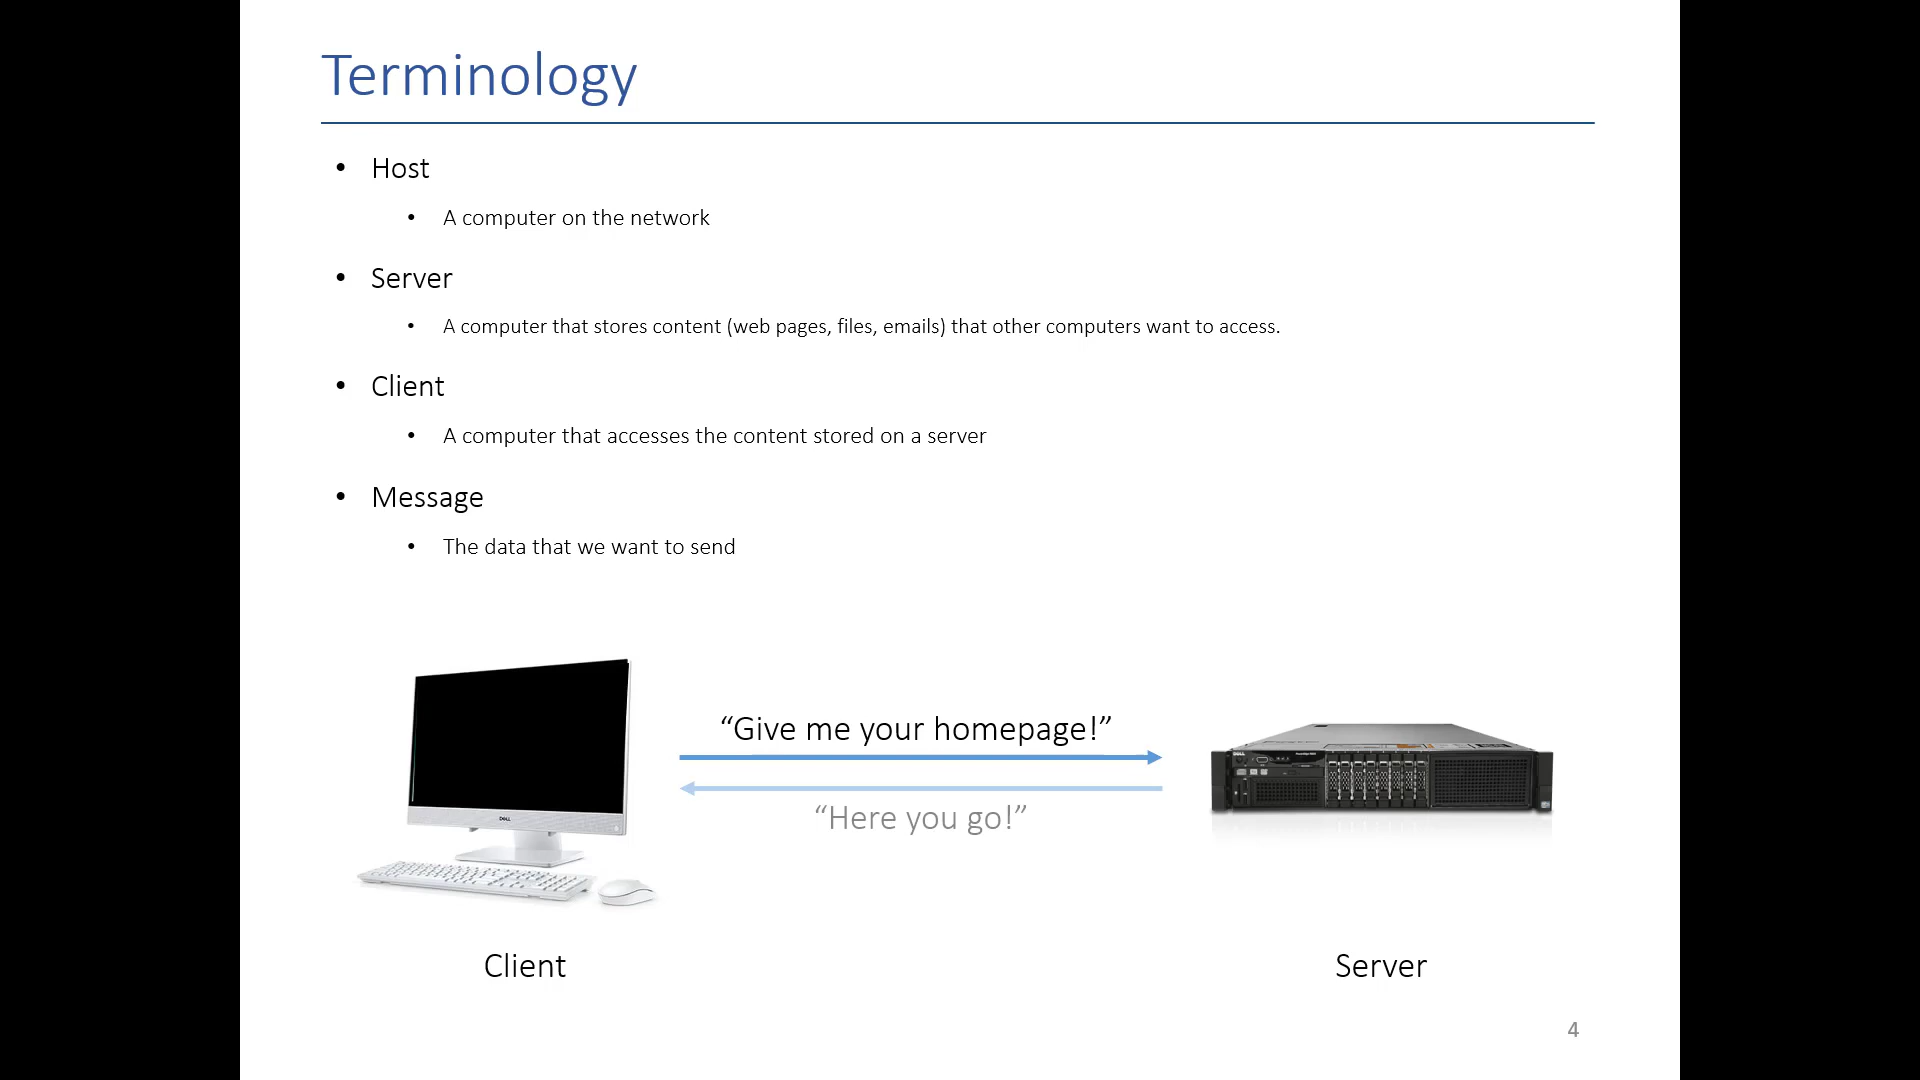 Terminology
• Host
• A computer on the network
• Server
• A computer that stores content (web pages, files, emails) that other computers want to access.
• Client
• A computer that accesses the content stored on a server
• Message
• The data that we want to send
“Give me your homepage!”
“Here you go!”
DELL
DELL
Client
Server
4